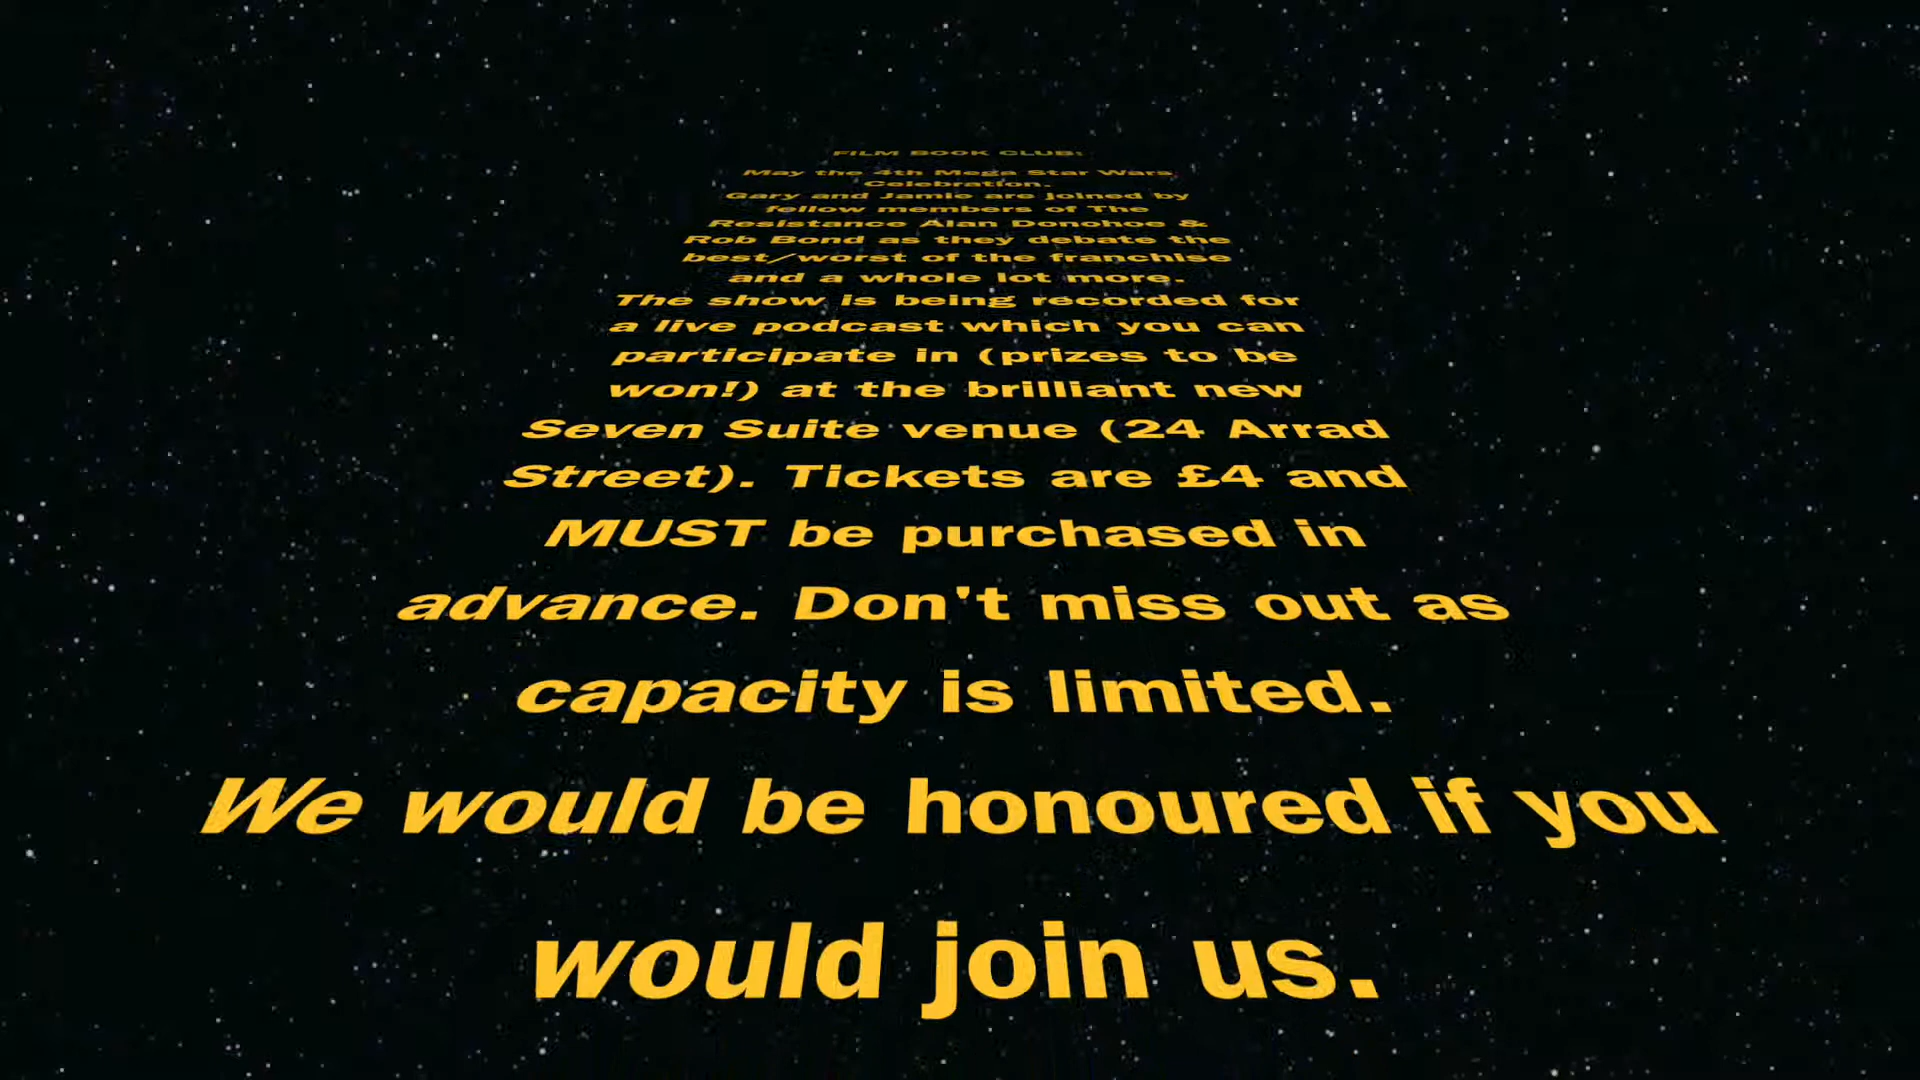 FILM BOOK CLUB!
May the 4th Mega Star Wars
Celebration.
Gary and Jamie are joined by
fellow members of The
Resistance Alan Donohoe &
Rob Bond as they debate the
best/worst of the franchise
and a whole lot more.
The show is being recorded for
a live podcast which you can
participate in (prizes to be
won!) at the brilliant new
Seven Suite venue (24 Arrad
Street). Tickets are £4 and
MUST be purchased in
advance. Don't miss out as
capacity is limited.
We would be honoured if you
would join us.